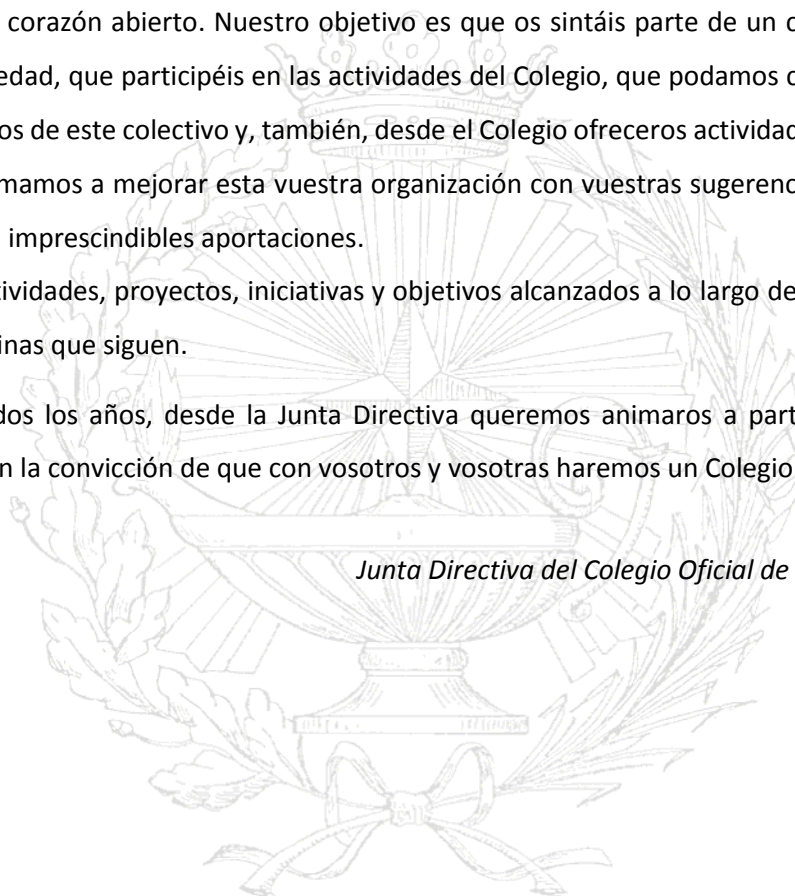 corazón abierto. Nuestro objetivo es que os sintáis parte de un
edad, que participéis en las actividades del Colegio, que podamos
os de este colectivo y, también, desde el Colegio ofreceros actividad
mamos a mejorar esta vuestra organización con vuestras sugerenc
imprescindibles aportaciones.
tividades, proyectos, iniciativas y objetivos alcanzados a lo largo de
inas que siguen.
dos los años, desde la Junta Directiva queremos animaros a part
n la convicción de que con vosotros y vosotras haremos un Colegio
Junta Directiva del Colegio Oficial de